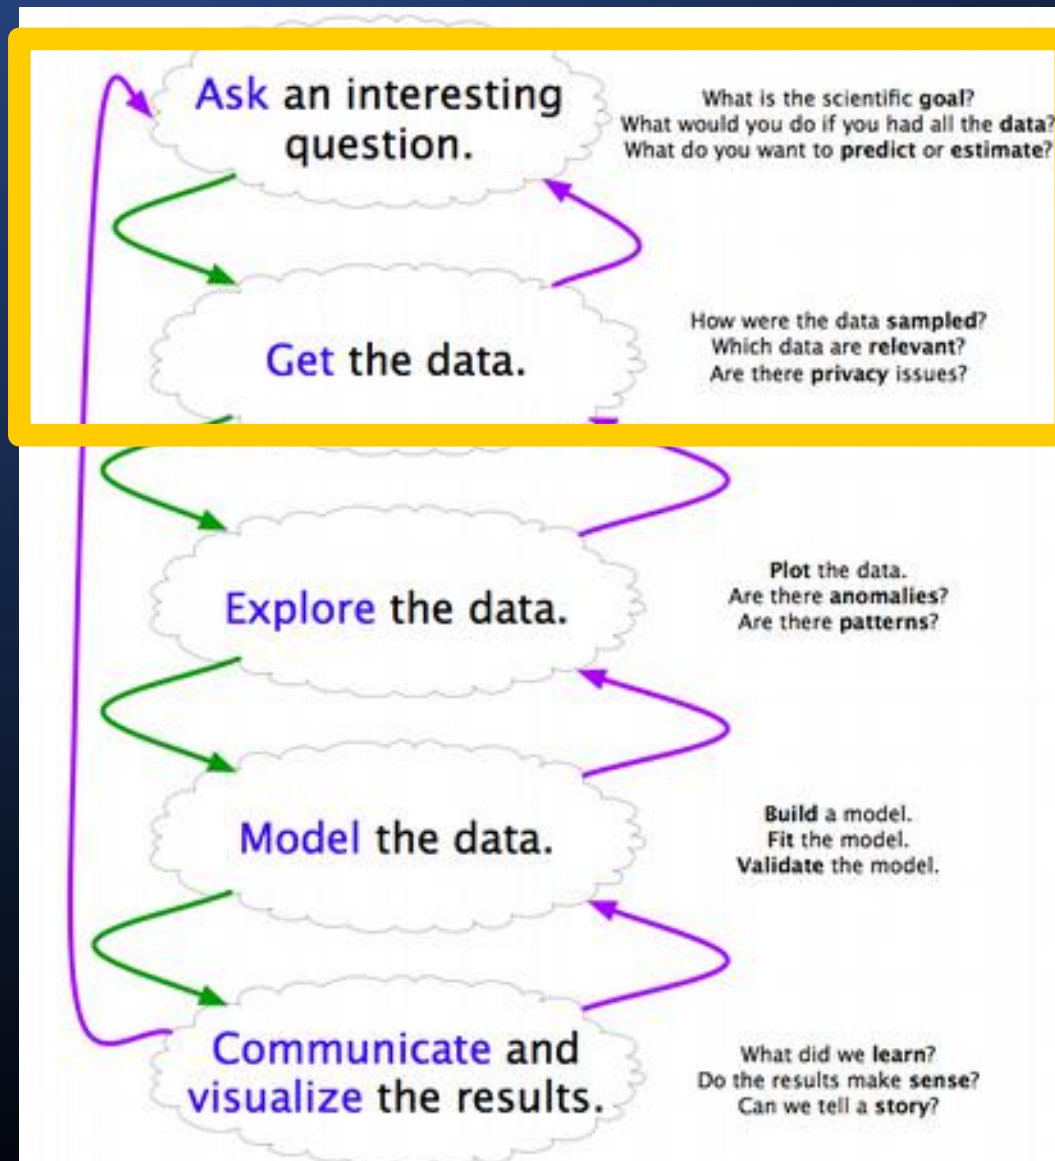 Ask an interesting
question.
What is the scientific goal?
What would you do if you had all the data?
What do you want to predict or estimate?
Get the data.
How were the data sampled?
Which data are relevant?
Are there privacy issues?
Explore the data.
Plot the data.
Are there anomalies?
Are there patterns?
Model the data.
Build a model.
Fit the model.
Validate the model.
Communicate and
visualize the results.
What did we learn?
Do the results make sense?
Can we tell a story?